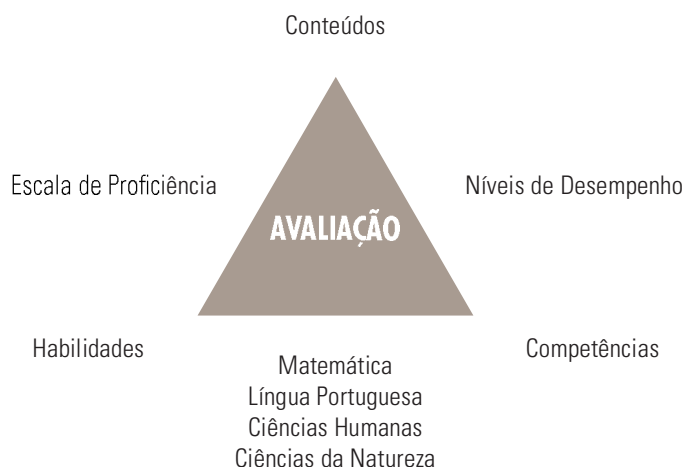 Conteúdos
Escala de Proficiência
Níveis de Desempenho
AVALIAÇÃO
Habilidades
Competências
Matemática
Língua Portuguesa
Ciências Humanas
Ciências da Natureza